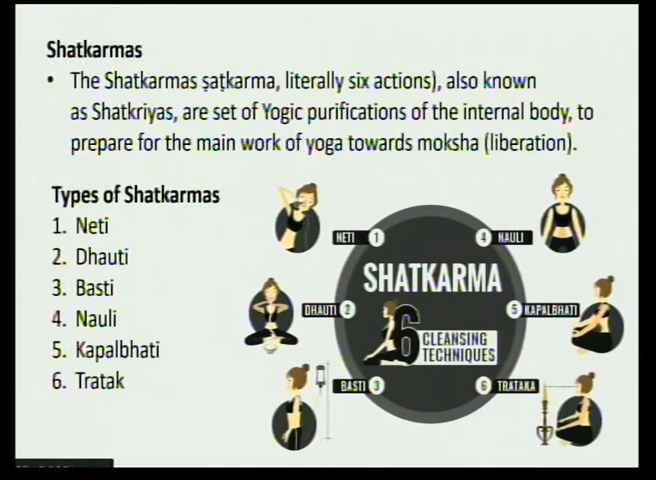 Shatkarmas
• The Shatkarmas ṣaṭkarma, literally six actions), also known
as Shatkriyas, are set of Yogic purifications of the internal body, to
prepare for the main work of yoga towards moksha (liberation).
Types of Shatkarmas
1. Neti
2. Dhauti
3. Basti
4. Nauli
5. Kapalbhati
6. Tratak
NETI 1
4 NAULI
SHATKARMA
DHAUTI 2
5 KAPALBHATI
6 CLEANSING
TECHNIQUES
BASTI 3
6 TRATAKA